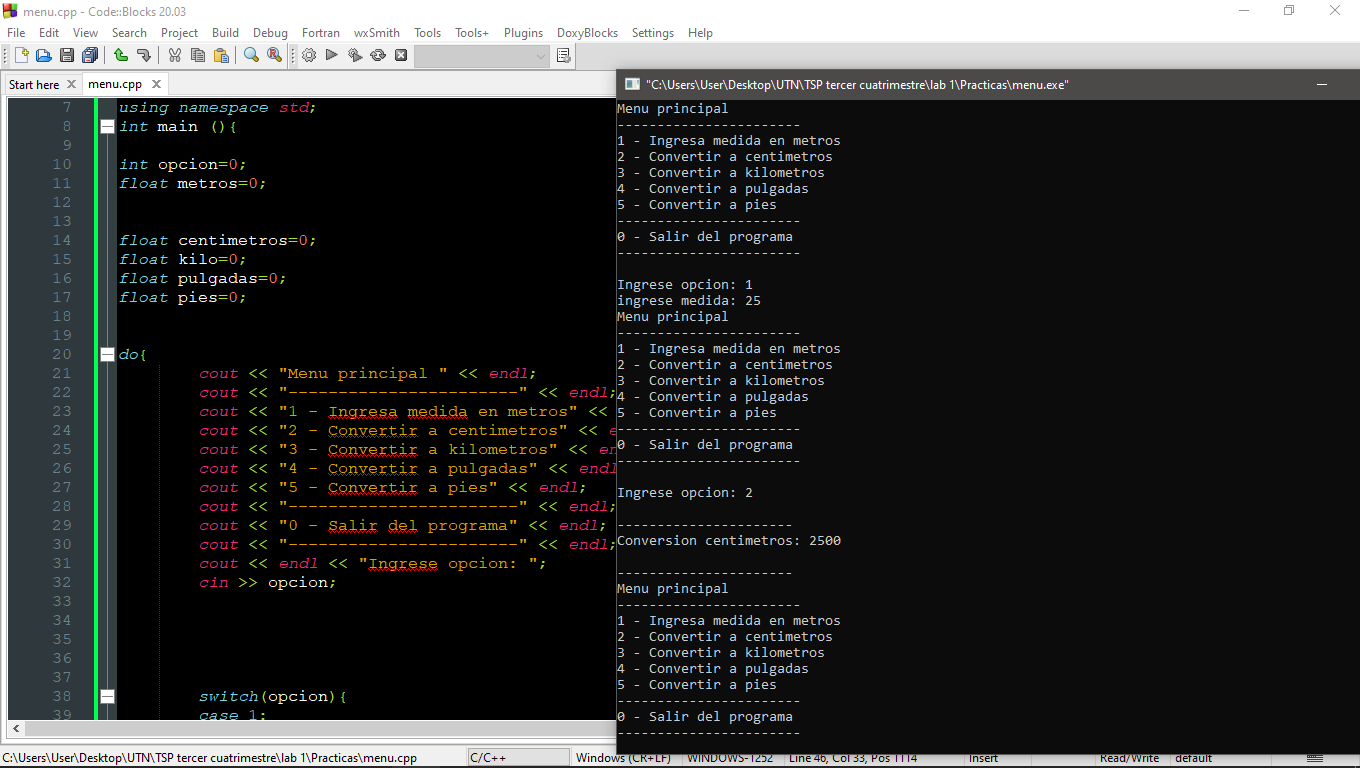 menu.cpp - Code::Blocks 20.03
File Edit View Search Project Build Debug Fortran wxSmith Tools Tools+ Plugins DoxyBlocks Settings Help
Start here menu.cpp
7 using namespace std;
8 int main (){
9
10 int opcion=0;
11 float metros=0;
12
13
14 float centimetros=0;
15 float kilo=0;
16 float pulgadas=0;
17 float pies=0;
18
19
20 do{
21 cout << "Menu principal " << endl;
22 cout << "-----------------------" << endl;
23 cout << "1 - Ingresa medida en metros" <<
24 cout << "2 - Convertir a centimetros" << e
25 cout << "3 - Convertir a kilometros" << en
26 cout << "4 - Convertir a pulgadas" << endl
27 cout << "5 - Convertir a pies" << endl;
28 cout << "-----------------------" << endl;
29 cout << "0 - Salir del programa" << endl;
30 cout << "-----------------------" << endl;
31 cout << endl << "Ingrese opcion: ";
32 cin >> opcion;
33
34
35
36
37
38 switch(opcion){
39 case 1:
"C:\Users\User\Desktop\UTN\TSP tercer cuatrimestre\lab 1\Practicas\menu.exe"
Menu principal
-----------------------
1 - Ingresa medida en metros
2 - Convertir a centimetros
3 - Convertir a kilometros
4 - Convertir a pulgadas
5 - Convertir a pies
-----------------------
0 - Salir del programa
-----------------------
Ingrese opcion: 1
ingrese medida: 25
Menu principal
-----------------------
1 - Ingresa medida en metros
2 - Convertir a centimetros
3 - Convertir a kilometros
4 - Convertir a pulgadas
5 - Convertir a pies
-----------------------
0 - Salir del programa
-----------------------
Ingrese opcion: 2
----------------------
Conversion centimetros: 2500
----------------------
Menu principal
-----------------------
1 - Ingresa medida en metros
2 - Convertir a centimetros
3 - Convertir a kilometros
4 - Convertir a pulgadas
5 - Convertir a pies
-----------------------
0 - Salir del programa
-----------------------
C:\Users\User\Desktop\UTN\TSP tercer cuatrimestre\lab 1\Practicas\menu.cpp C/C++ Windows (CR+LF) WINDOWS-1252 Line 46, Col 33, Pos 1114 Insert Read/Write default